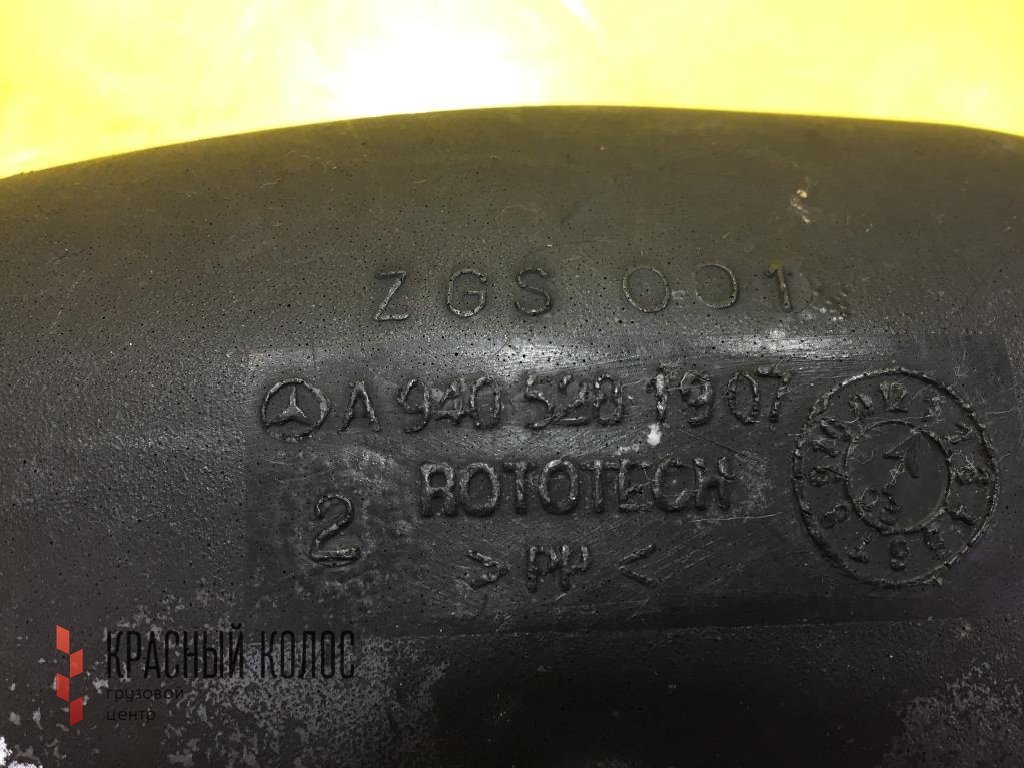 ZGS 001
A 940 528 1907
ROTOTECH
2
>PP<
КРАСНЫЙ КОЛОС
грузовой
центр